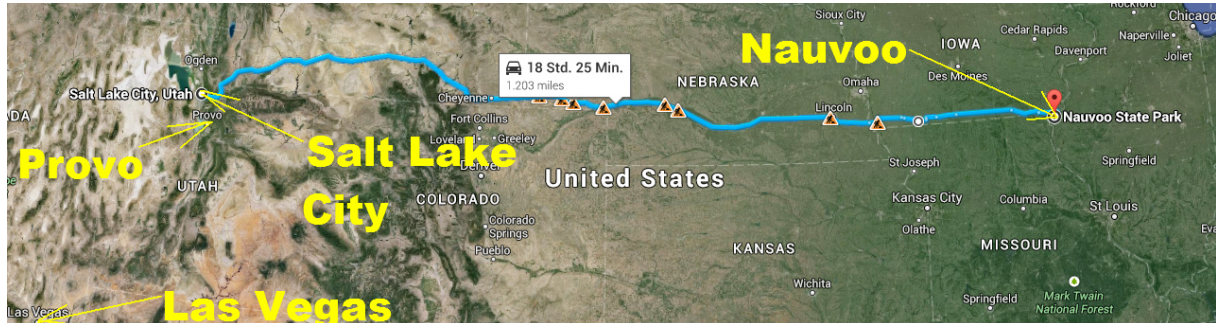 Sioux City
Rockford
Chicago
Nauvoo
IOWA
Cedar Rapids
Naperville
Davenport
Joliet
Ogden
18 Std. 25 Min.
1.203 miles
NEBRASKA
Omaha
Des Moines
Salt Lake City, Utah
Cheyenne
Lincoln
Provo
Fort Collins
Nauvoo State Park
Loveland
Greeley
Provo
Salt Lake
City
Denver
St Joseph
Springfield
UTAH
United States
COLORADO
Kansas City
Columbia
St Louis
Colorado
Springs
Olathe
Pueblo
KANSAS
MISSOURI
Wichita
Mark Twain
National Forest
Springfield
Las Vegas
Las Vegas